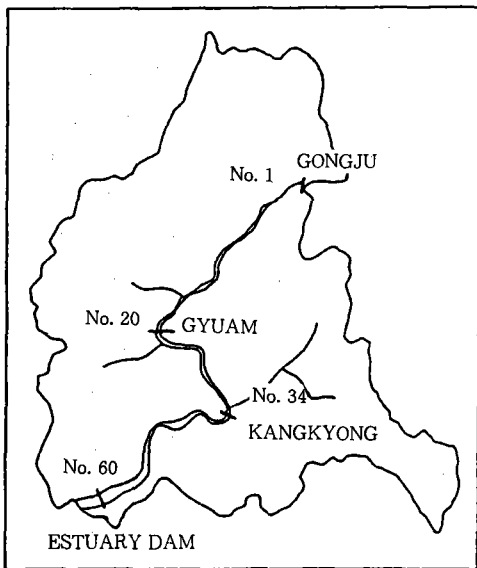 GONGJU
No. 1
No. 20
GYUAM
No. 34
KANGKYONG
No. 60
ESTUARY DAM